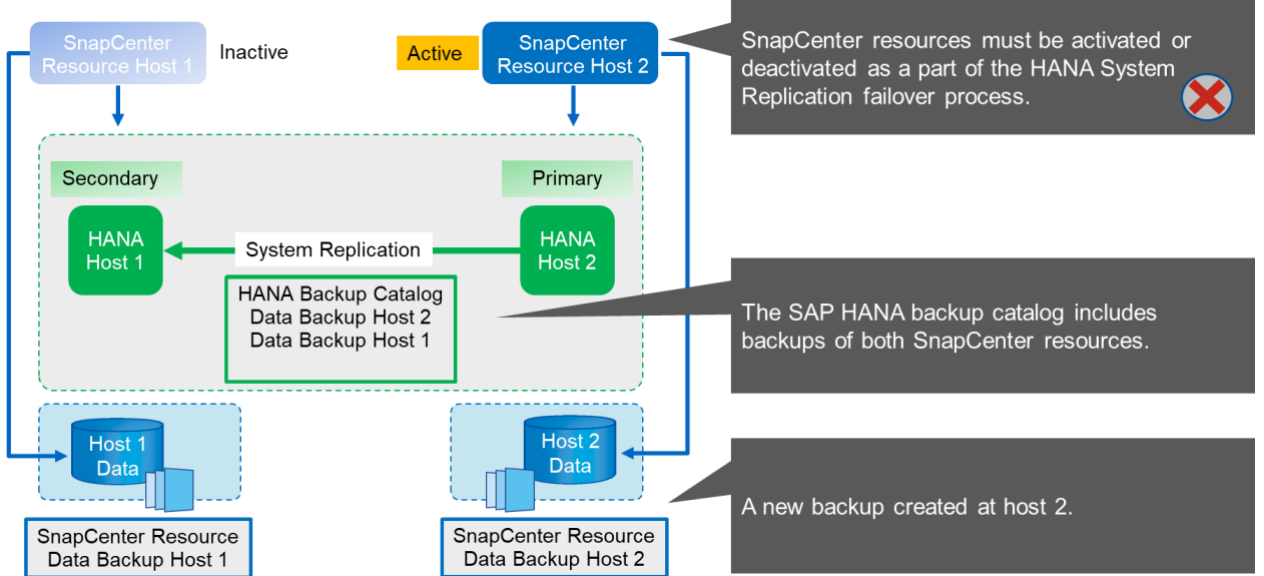 SnapCenter
Resource Host 1
Inactive
Active
SnapCenter
Resource Host 2
SnapCenter resources must be activated or
deactivated as a part of the HANA System
Replication failover process.
Secondary
Primary
HANA
Host 1
System Replication
HANA
Host 2
HANA Backup Catalog
Data Backup Host 2
Data Backup Host 1
The SAP HANA backup catalog includes
backups of both SnapCenter resources.
Host 1
Data
Host 2
Data
A new backup created at host 2.
SnapCenter Resource
Data Backup Host 1
SnapCenter Resource
Data Backup Host 2